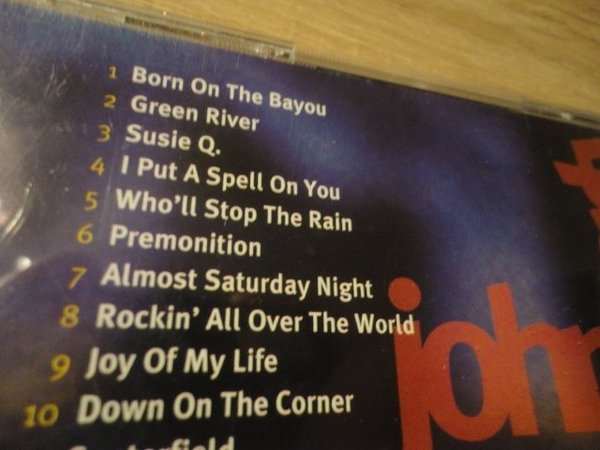 1 Born On The Bayou
2 Green River
3 Susie Q.
4 I Put A Spell On You
5 Who'll Stop The Rain
6 Premonition
7 Almost Saturday Night
8 Rockin' All Over The World
9 Joy Of My Life
10 Down On The Corner
Centerfield
john